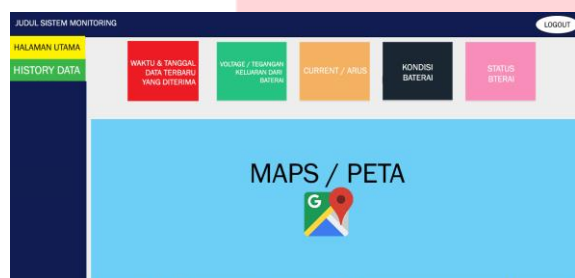 JUDUL SISTEM MONITORING
LOGOUT
HALAMAN UTAMA
HISTORY DATA
WAKTU & TANGGAL
DATA TERBARU
YANG DITERIMA
VOLTAGE / TEGANGAN
KELUARAN DARI
BATERAI
CURRENT / ARUS
KONDISI
BATERAI
STATUS
BTERAI
MAPS / PETA
G